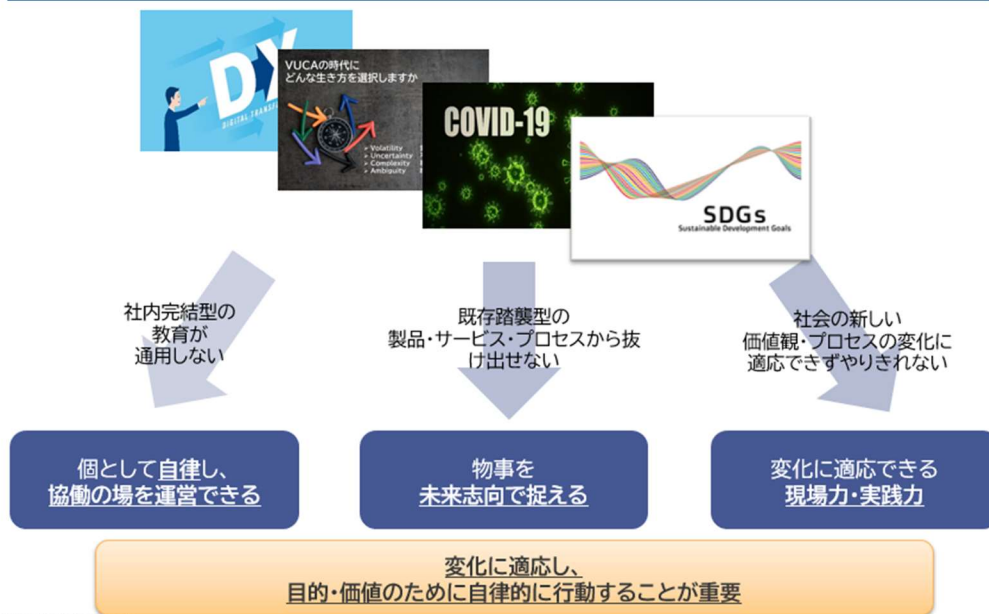 DX
DIGITAL TRANSF
VUCAの時代に
どんな生き方を選択しますか
➤ Volatility
➤ Uncertainty
➤ Complexity
➤ Ambiguity
COVID-19
SDGs
Sustainable Development Goals
社内完結型の
教育が
通用しない
既存踏襲型の
製品・サービス・プロセスから抜
け出せない
社会の新しい
価値観・プロセスの変化に
適応できずやりきれない
個として自律し、
協働の場を運営できる
物事を
未来志向で捉える
変化に適応できる
現場力・実践力
変化に適応し、
目的・価値のために自律的に行動することが重要